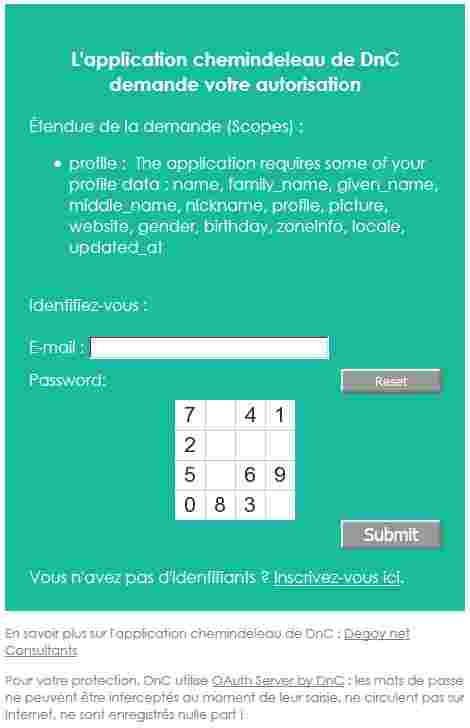 L'application chemindeleau de DnC
demande votre autorisation
Étendue de la demande (Scopes) :
• profile : The application requires some of your
profile data : name, family_name, given_name,
middle_name, nickname, profile, picture,
website, gender, birthday, zoneinfo, locale,
updated_at
Identifiez-vous :
E-mail :
Password:
Reset
7 4 1
2
5 6 9
0 8 3
Submit
Vous n'avez pas d'identifiants ? Inscrivez-vous ici.
En savoir plus sur l'application chemindeleau de DnC : Degoy net
Consultants
Pour votre protection, DnC utilise OAuth Server by DnC : les mots de passe
ne peuvent être interceptés au moment de leur saisie, ne circulent pas sur
Internet, ne sont enregistrés nulle part !